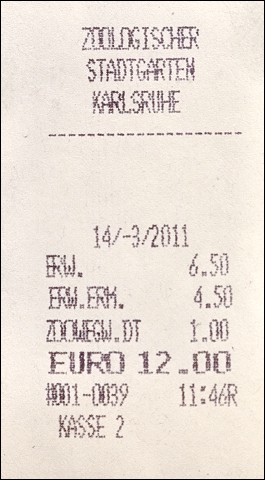 ZOOLOGISCHER
STADTGARTEN
KARLSRUHE
14/-3/2011
ERW. 6.50
ERW.ERM. 4.50
ZOOWEGW.DT 1.00
EURO 12.00
#001-0039 11:46R
KASSE 2